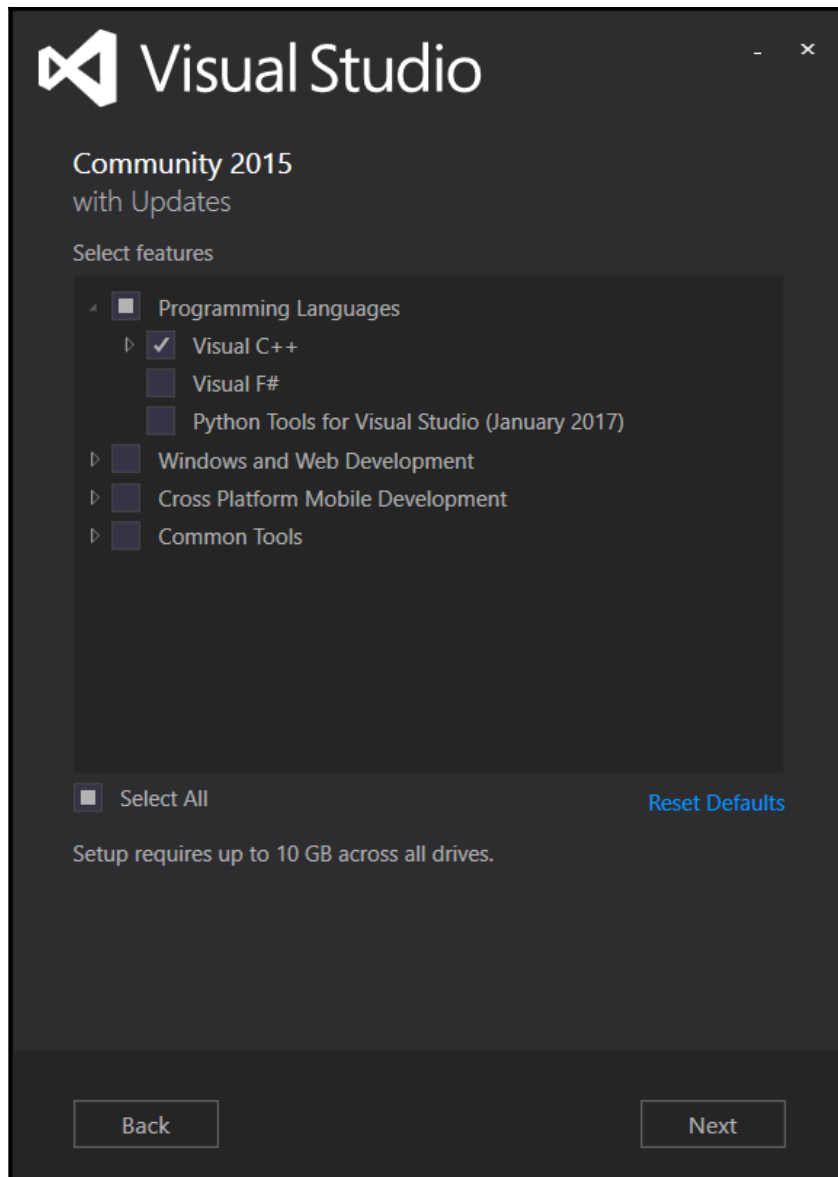 Visual Studio
Community 2015
with Updates
Select features
Programming Languages
Visual C++
Visual F#
Python Tools for Visual Studio (January 2017)
Windows and Web Development
Cross Platform Mobile Development
Common Tools
Select All
Reset Defaults
Setup requires up to 10 GB across all drives.
Back
Next